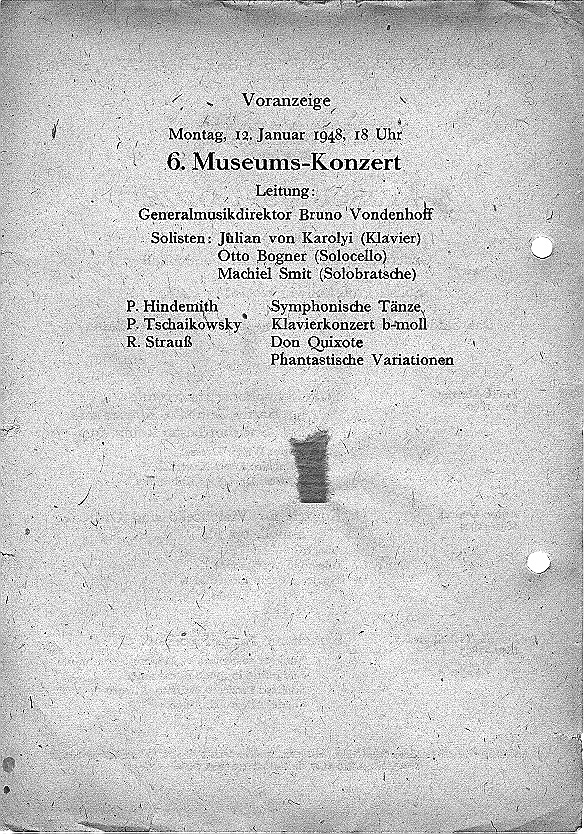 Voranzeige
Montag, 12. Januar 1948, 18 Uhr
6. Museums-Konzert
Leitung:
Generalmusikdirektor Bruno Vondenhoff
Solisten: Julian von Karolyi (Klavier)
Otto Bogner (Solocello)
Machiel Smit (Solobratsche)
P. Hindemith Symphonische Tänze
P. Tschaikowsky Klavierkonzert b-moll
R. Strauß Don Quixote
Phantastische Variationen